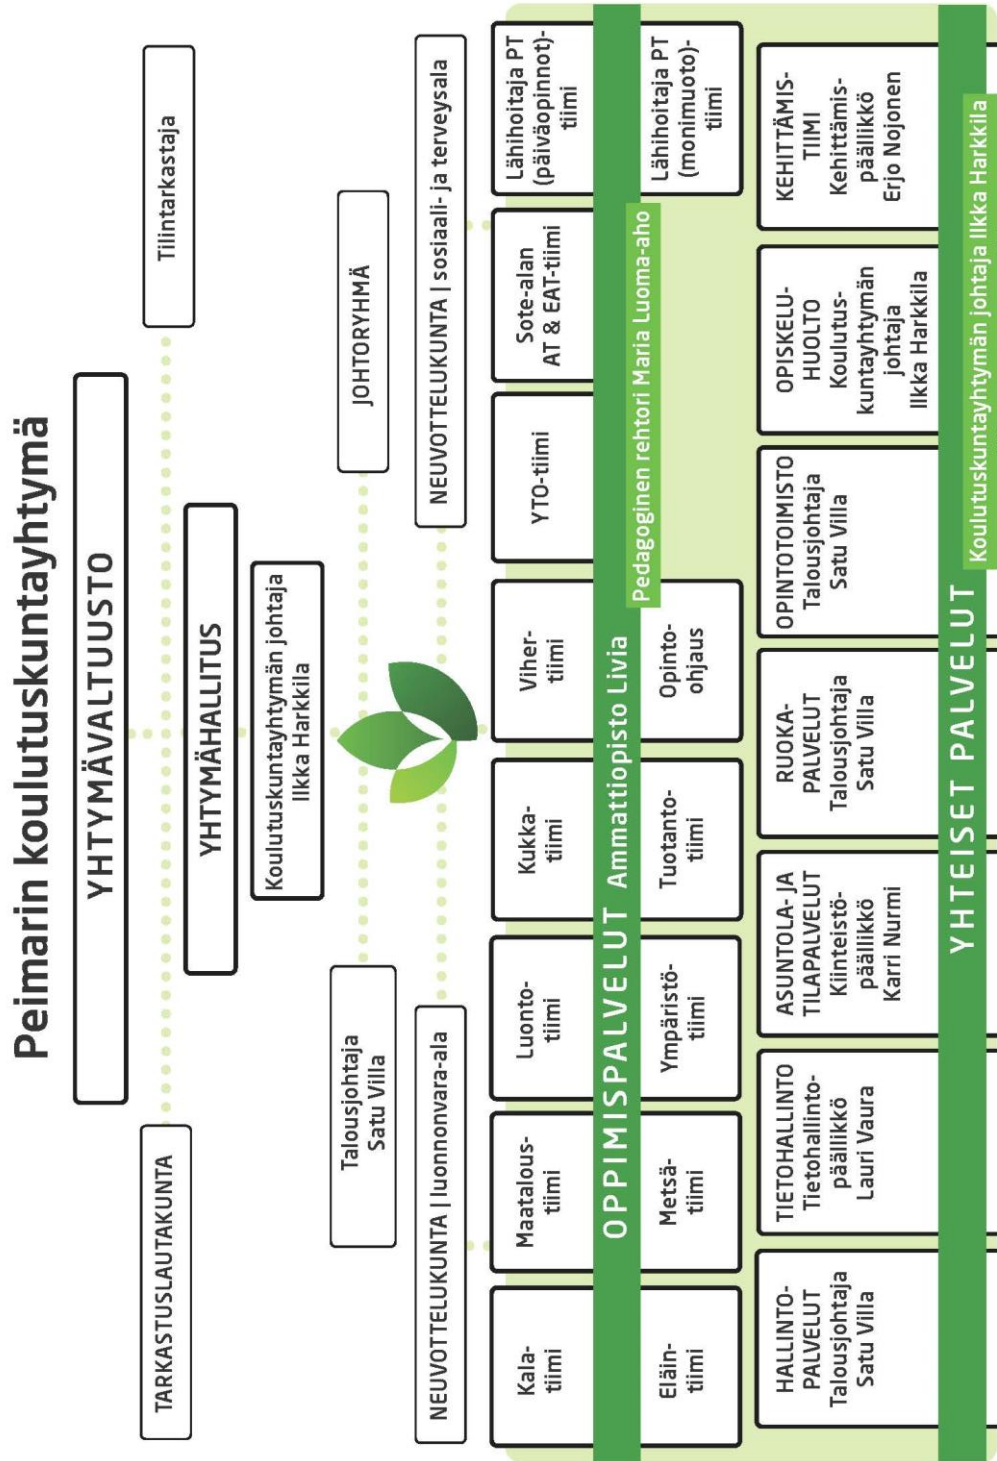 Peimarin koulutuskuntayhtymä
YHTYMÄVALTUUSTO
TARKASTUSLAUTAKUNTA
Tilintarkastaja
YHTYMÄHALLITUS
Koulutuskuntayhtymän johtaja
Ilkka Harkkila
Talousjohtaja
Satu Villa
JOHTORYHMÄ
NEUVOTTELUKUNTA | luonnonvara-ala
NEUVOTTELUKUNTA | sosiaali- ja terveysala
Kala-
tiimi
Maatalous-
tiimi
Luonto-
tiimi
Kukka-
tiimi
Viher-
tiimi
YTO-tiimi
Sote-alan
AT & EAT-tiimi
Lähihoitaja PT
(päiväopinnot)-
tiimi
OPPIMISPALVELUT Ammattiopisto Livia
Pedagoginen rehtori Maria Luoma-aho
Eläin-
tiimi
Metsä-
tiimi
Ympäristö-
tiimi
Tuotanto-
tiimi
Opinto-
ohjaus
Lähihoitaja PT
(monimuoto)-
tiimi
HALLINTO-
PALVELUT
Talousjohtaja
Satu Villa
TIETOHALLINTO
Tietohallinto-
päällikkö
Lauri Vaura
ASUNTOLA- JA
TILAPALVELUT
Kiinteistö-
päällikkö
Karri Nurmi
RUOKA-
PALVELUT
Talousjohtaja
Satu Villa
OPINTOTOIMISTO
Talousjohtaja
Satu Villa
OPISKELU-
HUOLTO
Koulutus-
kuntayhtymän
johtaja
Ilkka Harkkila
KEHITTÄMIS-
TIIMI
Kehittämis-
päällikkö
Erjo Nojonen
YHTEISET PALVELUT
Koulutuskuntayhtymän johtaja Ilkka Harkkila